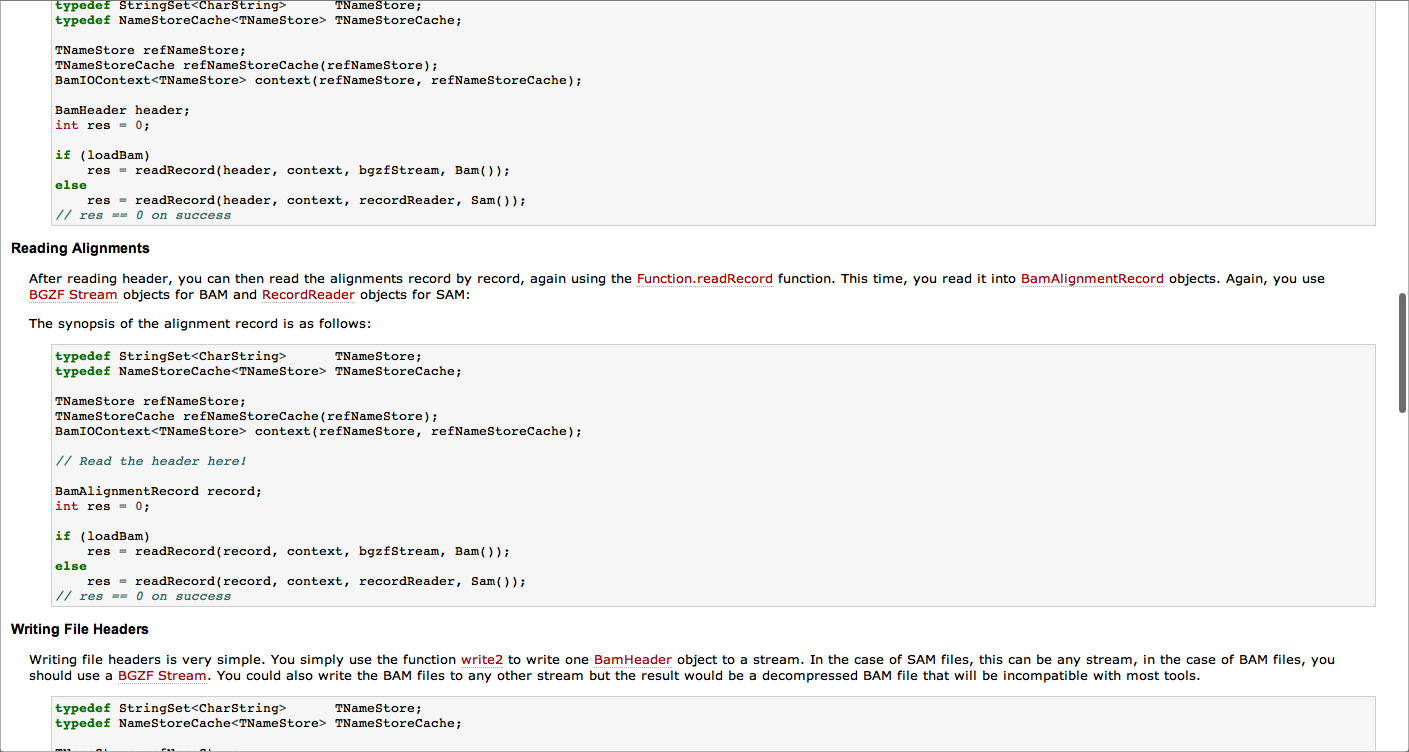 typedef StringSet<CharString>      TNameStore;
typedef NameStoreCache<TNameStore> TNameStoreCache;
TNameStore refNameStore;
TNameStoreCache refNameStoreCache(refNameStore);
BamIOContext<TNameStore> context(refNameStore, refNameStoreCache);
BamHeader header;
int res = 0;
if (loadBam)
    res = readRecord(header, context, bgzfStream, Bam());
else
    res = readRecord(header, context, recordReader, Sam());
// res == 0 on success
Reading Alignments
After reading header, you can then read the alignments record by record, again using the Function.readRecord function. This time, you read it into BamAlignmentRecord objects. Again, you use
BGZF Stream objects for BAM and RecordReader objects for SAM:
The synopsis of the alignment record is as follows:
typedef StringSet<CharString>      TNameStore;
typedef NameStoreCache<TNameStore> TNameStoreCache;
TNameStore refNameStore;
TNameStoreCache refNameStoreCache(refNameStore);
BamIOContext<TNameStore> context(refNameStore, refNameStoreCache);
// Read the header here!
BamAlignmentRecord record;
int res = 0;
if (loadBam)
    res = readRecord(record, context, bgzfStream, Bam());
else
    res = readRecord(record, context, recordReader, Sam());
// res == 0 on success
Writing File Headers
Writing file headers is very simple. You simply use the function write2 to write one BamHeader object to a stream. In the case of SAM files, this can be any stream, in the case of BAM files, you
should use a BGZF Stream. You could also write the BAM files to any other stream but the result would be a decompressed BAM file that will be incompatible with most tools.
typedef StringSet<CharString>      TNameStore;
typedef NameStoreCache<TNameStore> TNameStoreCache;